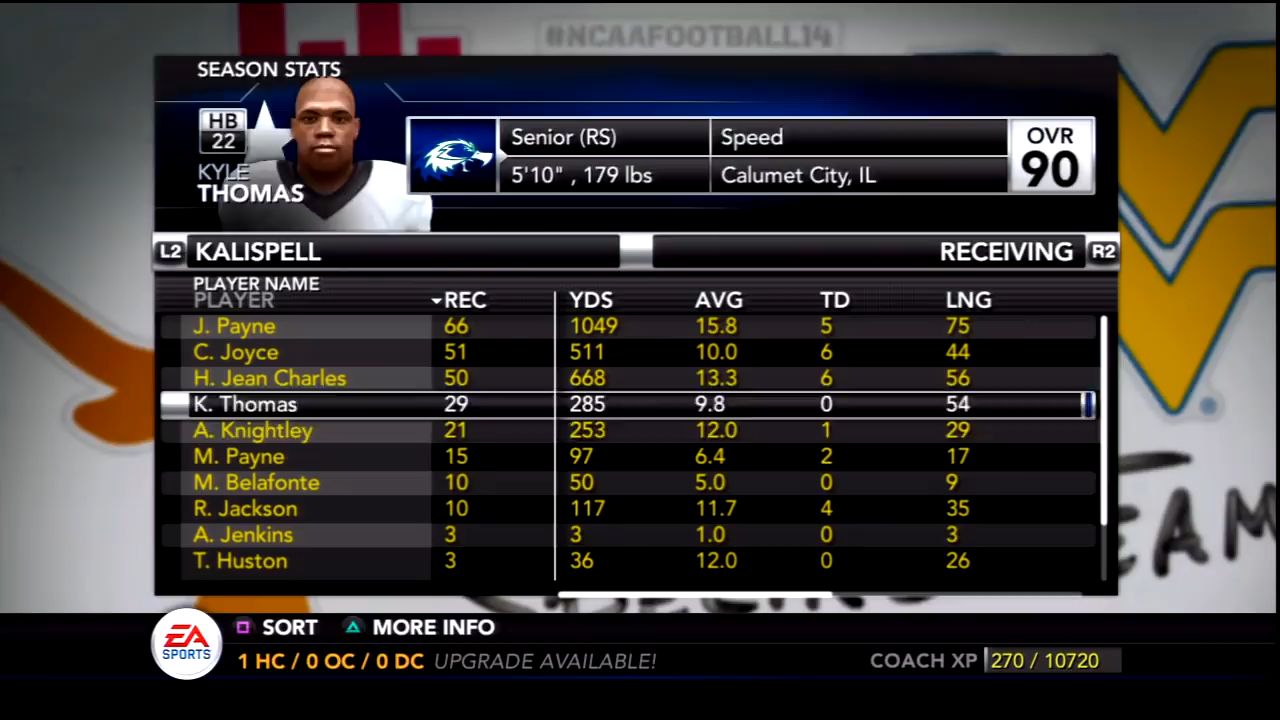 #NCAAFOOTBALL14
SEASON STATS
HB
22
KYLE
THOMAS
Senior (RS)
Speed
5'10" , 179 lbs
Calumet City, IL
OVR
90
L2 KALISPELL
RECEIVING R2
PLAYER NAME
PLAYER REC YDS AVG TD LNG
J. Payne 66 1049 15.8 5 75
C. Joyce 51 511 10.0 6 44
H. Jean Charles 50 668 13.3 6 56
K. Thomas 29 285 9.8 0 54
A. Knightley 21 253 12.0 1 29
M. Payne 15 97 6.4 2 17
M. Belafonte 10 50 5.0 0 9
R. Jackson 10 117 11.7 4 35
A. Jenkins 3 3 1.0 0 3
T. Huston 3 36 12.0 0 26
EA
SPORTS
SORT MORE INFO
1 HC / 0 OC / 0 DC UPGRADE AVAILABLE!
COACH XP 270 / 10720